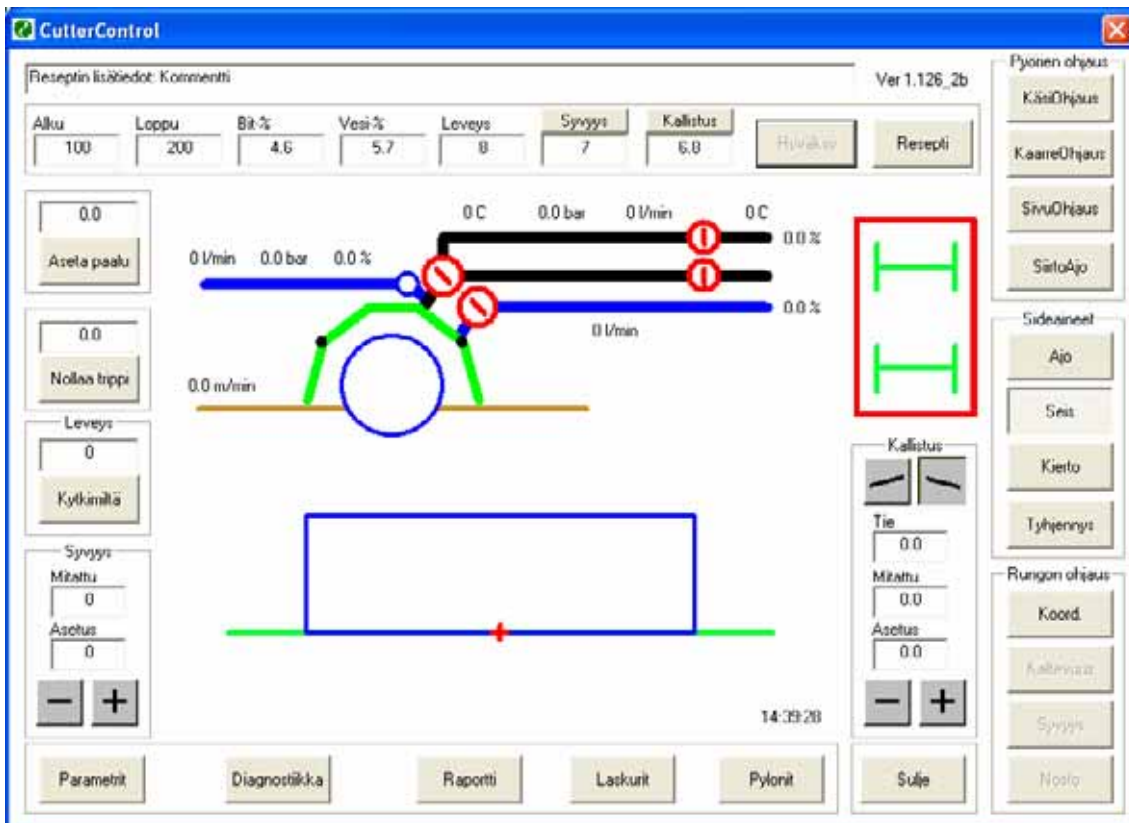 CutterControl
Reseptin lisätiedot: Kommentti
Ver 1.126_2b
Alku
Loppu
Bit-%
Vesi-%
Leveys
Syvyys
Kallistus
100
200
4.6
5.7
8
7
6.8
Hyväksy
Resepti
0.0
Aseta paalu
0.0
Nollaa trippi
Leveys
0
Kytkimiltä
Syvyys
Mitattu
0
Asetus
0
0 C 0.0 bar 0 l/min 0 C
0.0 %
0 l/min 0.0 bar 0.0 %
0.0 %
0 l/min
0.0 m/min
14:39:28
Kallistus
Tie
0.0
Mitattu
0.0
Asetus
0.0
Pyörien ohjaus
KäsiOhjaus
KaarreOhjaus
SivuOhjaus
SiirtoAjo
Sideaineet
Ajo
Seis
Kierto
Tyhjennys
Rungon ohjaus
Koord.
Kaltevuus
Syvyys
Nosto
Parametrit
Diagnostiikka
Raportti
Laskurit
Pylonit
Sulje